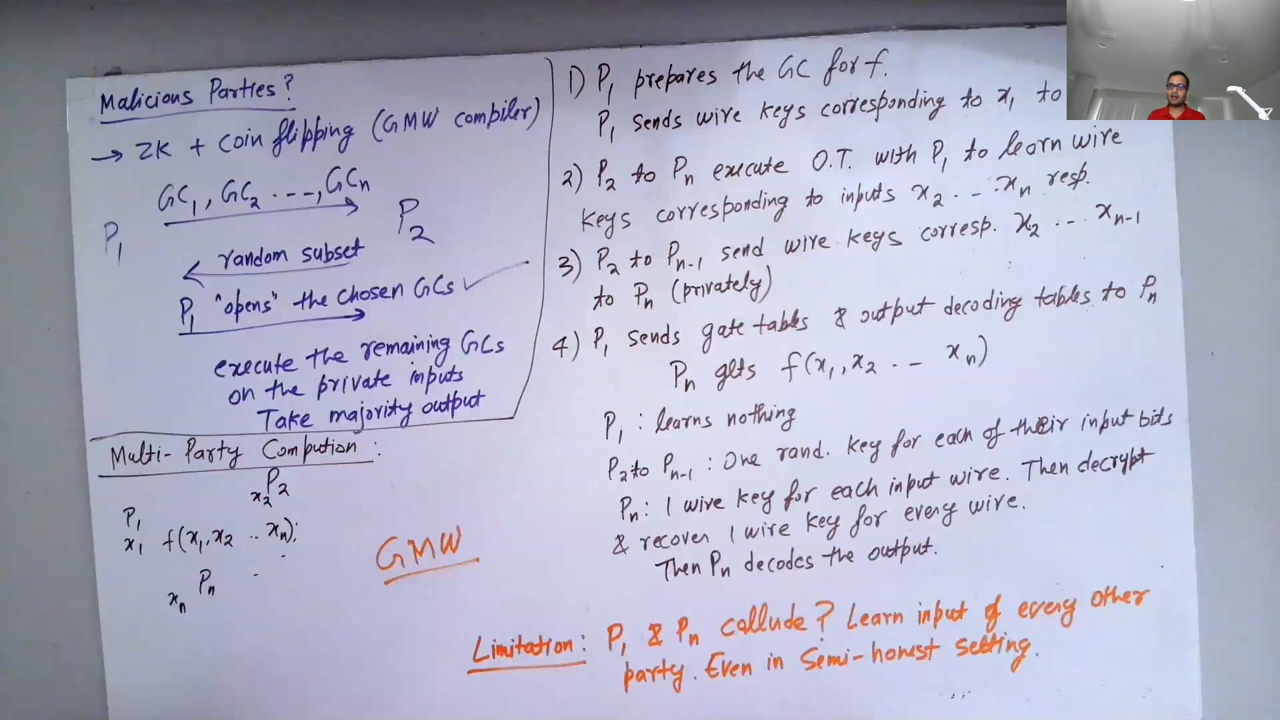 Malicious Parties?
→ ZK + coin flipping (GMW compiler)
GC1, GC2 ...., GCn
P1
P2
random subset
P1 "opens" the chosen GCs
execute the remaining GCs
on the private inputs
Take majority output
Multi-Party Compution :
P2
x2
P1
x1 f(x1, x2 .. xn);
Pn
xn
GMW
1) P1 prepares the GC for f.
P1 sends wire keys corresponding to x1 to
2) P2 to Pn execute O.T. with P1 to learn wire
keys corresponding to inputs x2 ... xn resp.
3) P2 to Pn-1 send wire keys corresp. x2 ... xn-1
to Pn (privately)
4) P1 sends gate tables & output decoding tables to Pn
Pn gets f(x1, x2 .. – xn)
P1 : learns nothing
P2 to Pn-1 : One rand. key for each of their input bits
Pn : 1 wire key for each input wire. Then decrypt
& recover 1 wire key for every wire.
Then Pn decodes the output.
Limitation: P1 & Pn collude? Learn input of every other
party. Even in Semi-honest setting.